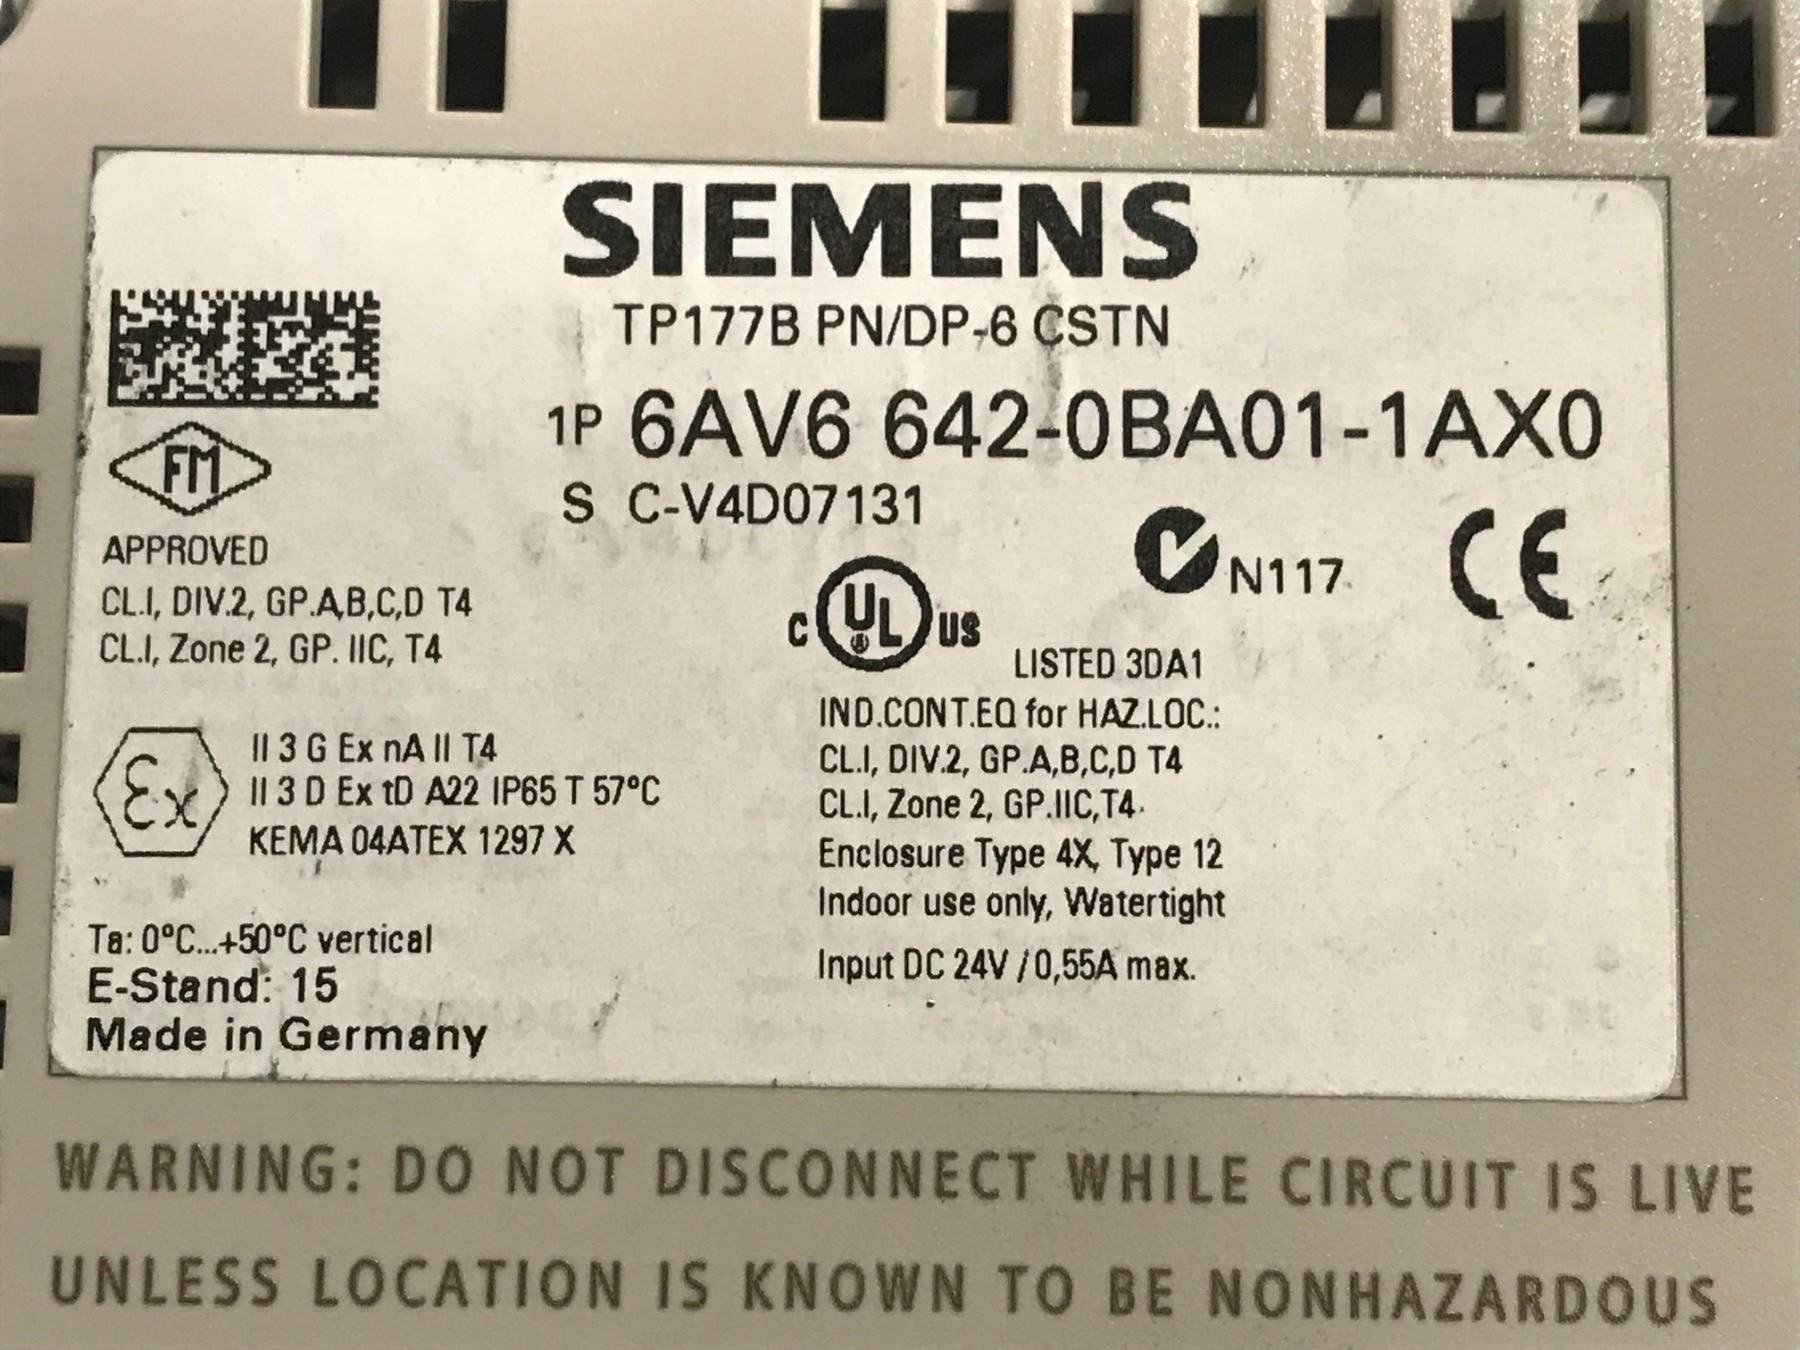 SIEMENS
TP177B PN/DP-6 CSTN
1P 6AV6 642-0BA01-1AX0
S C-V4D07131
FM
APPROVED
CL.I, DIV.2, GP.A,B,C,D T4
CL.I, Zone 2, GP. IIC, T4
N117
CE
C UL US
LISTED 3DA1
IND.CONT.EQ for HAZ.LOC.:
CL.I, DIV.2, GP.A,B,C,D T4
CL.I, Zone 2, GP.IIC,T4
Enclosure Type 4X, Type 12
Indoor use only, Watertight
Input DC 24V / 0,55A max.
Ex
II 3 G Ex nA II T4
II 3 D Ex tD A22 IP65 T 57°C
KEMA 04ATEX 1297 X
Ta: 0°C...+50°C vertical
E-Stand: 15
Made in Germany
WARNING: DO NOT DISCONNECT WHILE CIRCUIT IS LIVE
UNLESS LOCATION IS KNOWN TO BE NONHAZARDOUS